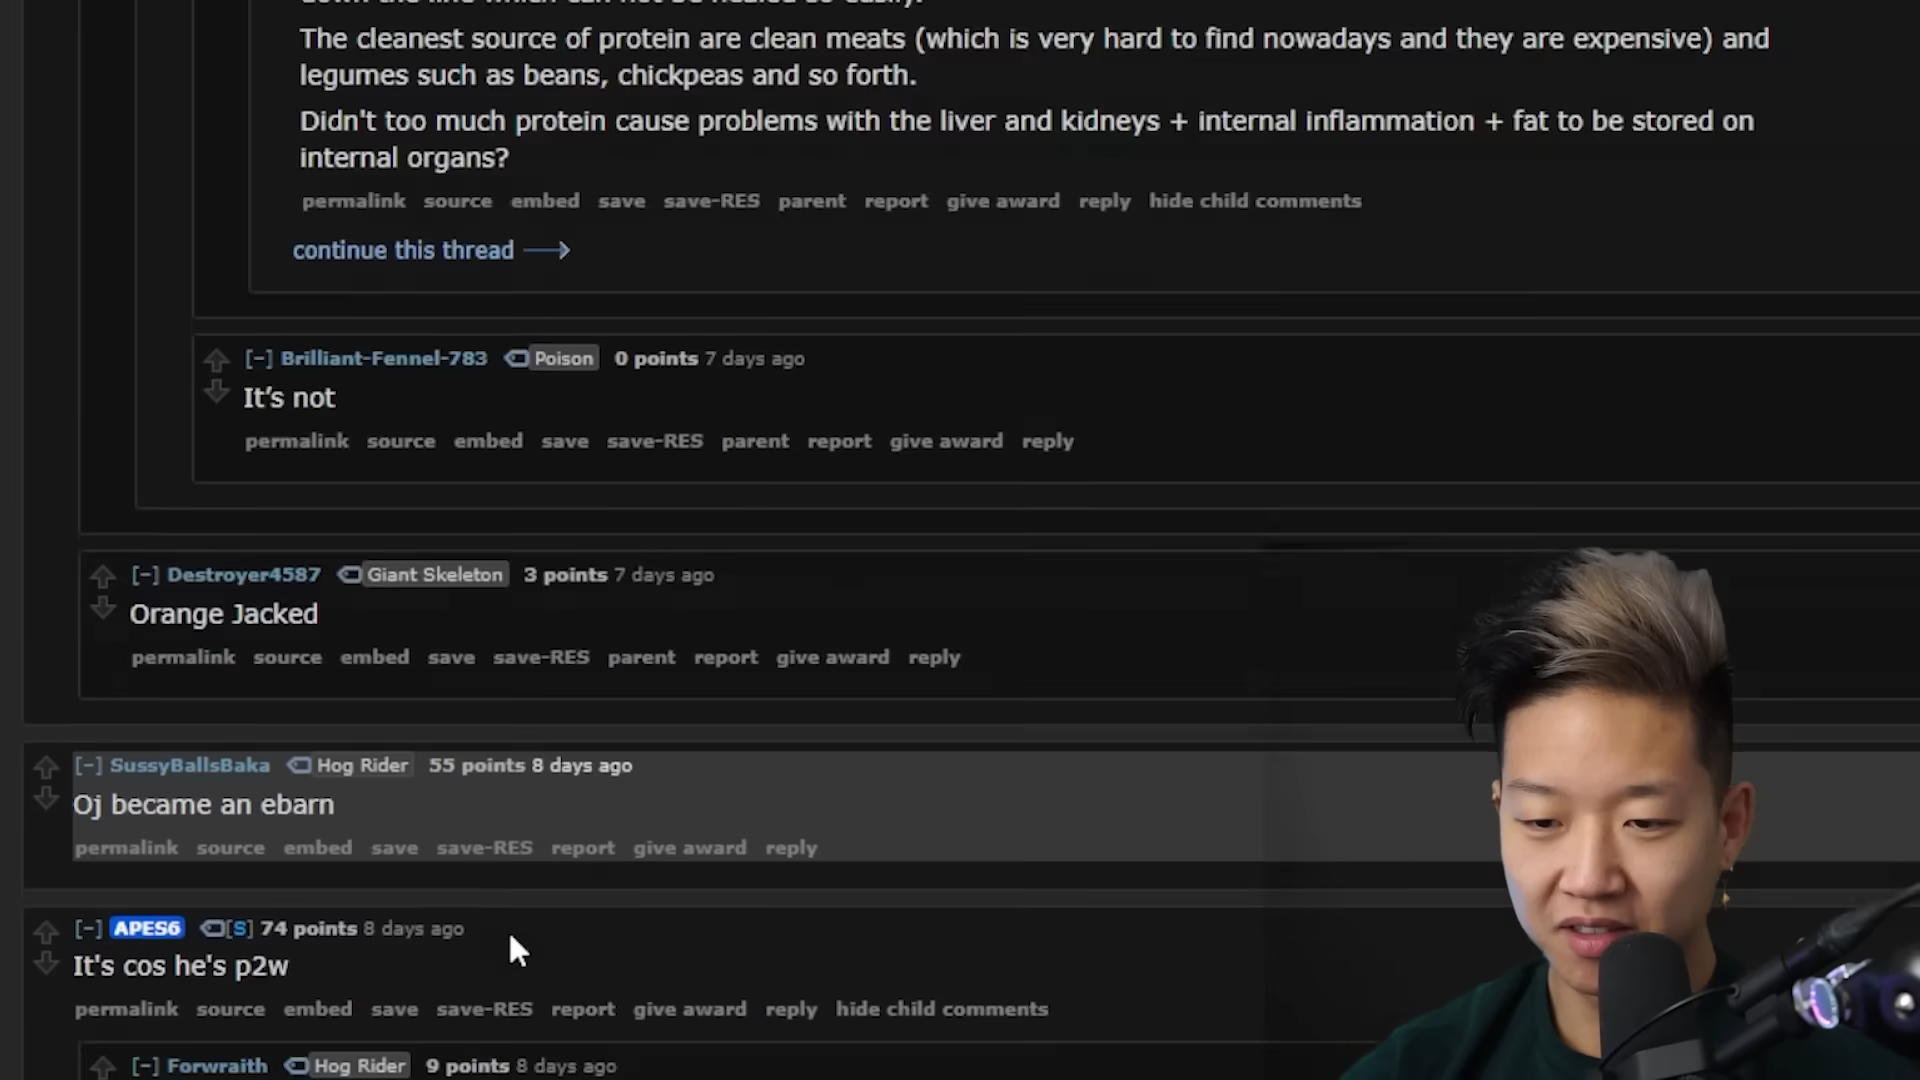 The cleanest source of protein are clean meats (which is very hard to find nowadays and they are expensive) and
legumes such as beans, chickpeas and so forth.
Didn't too much protein cause problems with the liver and kidneys + internal inflammation + fat to be stored on
internal organs?
permalink source embed save save-RES parent report give award reply hide child comments
continue this thread
[-] Brilliant-Fennel-783 Poison 0 points 7 days ago
It’s not
permalink source embed save save-RES parent report give award reply
[-] Destroyer4587 Giant Skeleton 3 points 7 days ago
Orange Jacked
permalink source embed save save-RES parent report give award reply
[-] SussyBallsBaka Hog Rider 55 points 8 days ago
Oj became an ebarn
permalink source embed save save-RES report give award reply
[-] APES6 [S] 74 points 8 days ago
It's cos he's p2w
permalink source embed save save-RES report give award reply hide child comments
[-] Forwraith Hog Rider 9 points 8 days ago